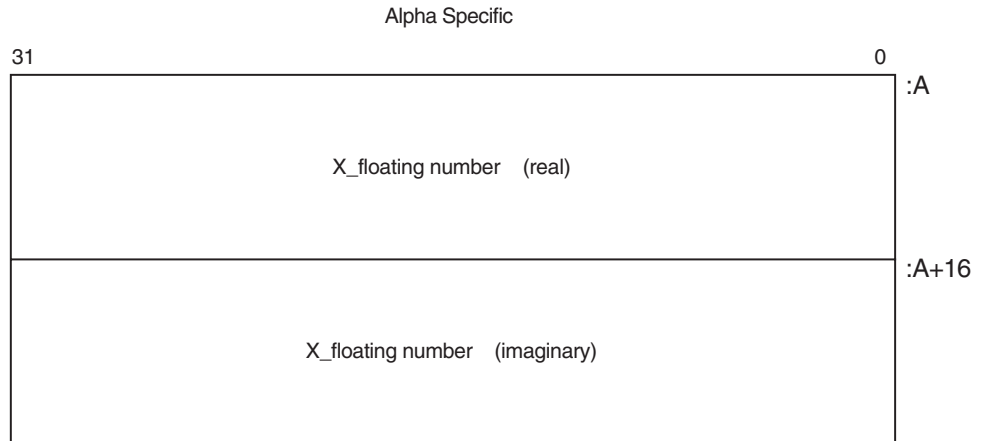 Alpha Specific
31 0
:A
X_floating number (real)
:A+16
X_floating number (imaginary)